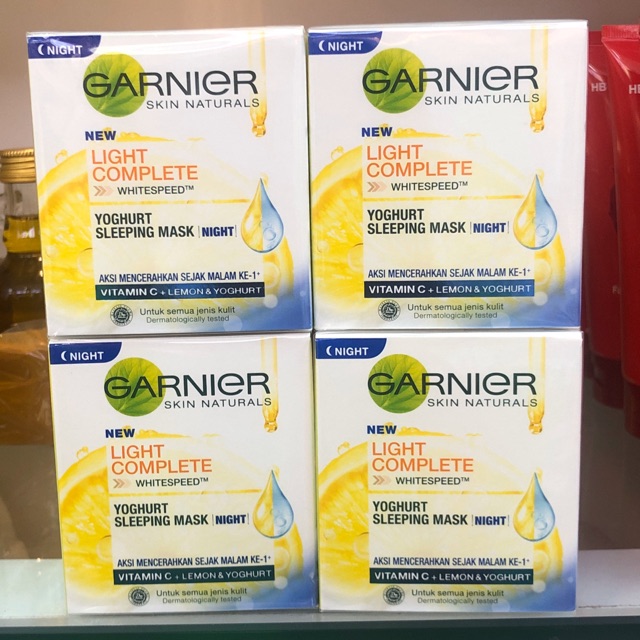 NIGHT
GARNIER
SKIN NATURALS
NEW
LIGHT
COMPLETE
WHITESPEED™
YOGHURT
SLEEPING MASK |NIGHT|
AKSI MENCERAHKAN SEJAK MALAM KE-1⁺
VITAMIN C + LEMON & YOGHURT
Untuk semua jenis kulit
Dermatologically tested
NIGHT
GARNIER
SKIN NATURALS
NEW
LIGHT
COMPLETE
WHITESPEED™
YOGHURT
SLEEPING MASK |NIGHT|
AKSI MENCERAHKAN SEJAK MALAM KE-1⁺
VITAMIN C + LEMON & YOGHURT
Untuk semua jenis kulit
Dermatologically tested
NIGHT
GARNIER
SKIN NATURALS
NEW
LIGHT
COMPLETE
WHITESPEED™
YOGHURT
SLEEPING MASK |NIGHT|
AKSI MENCERAHKAN SEJAK MALAM KE-1⁺
VITAMIN C + LEMON & YOGHURT
Untuk semua jenis kulit
Dermatologically tested
NIGHT
GARNIER
SKIN NATURALS
NEW
LIGHT
COMPLETE
WHITESPEED™
YOGHURT
SLEEPING MASK |NIGHT|
AKSI MENCERAHKAN SEJAK MALAM KE-1⁺
VITAMIN C + LEMON & YOGHURT
Untuk semua jenis kulit
Dermatologically tested